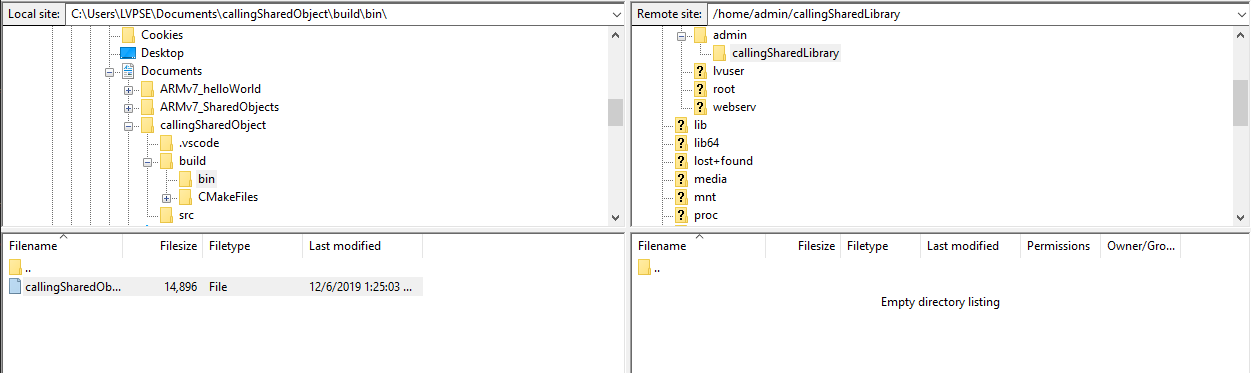 Local site: C:\Users\LVPSE\Documents\callingSharedObject\build\bin\
Cookies
Desktop
Documents
ARMv7_helloWorld
ARMv7_SharedObjects
callingSharedObject
.vscode
build
bin
CMakeFiles
src
Filename Filesize Filetype Last modified
..
callingSharedOb... 14,896 File 12/6/2019 1:25:03 ...
Remote site: /home/admin/callingSharedLibrary
admin
callingSharedLibrary
? lvuser
? root
? webserv
? lib
? lib64
? lost+found
? media
? mnt
? proc
Filename Filesize Filetype Last modified Permissions Owner/Gro...
..
Empty directory listing